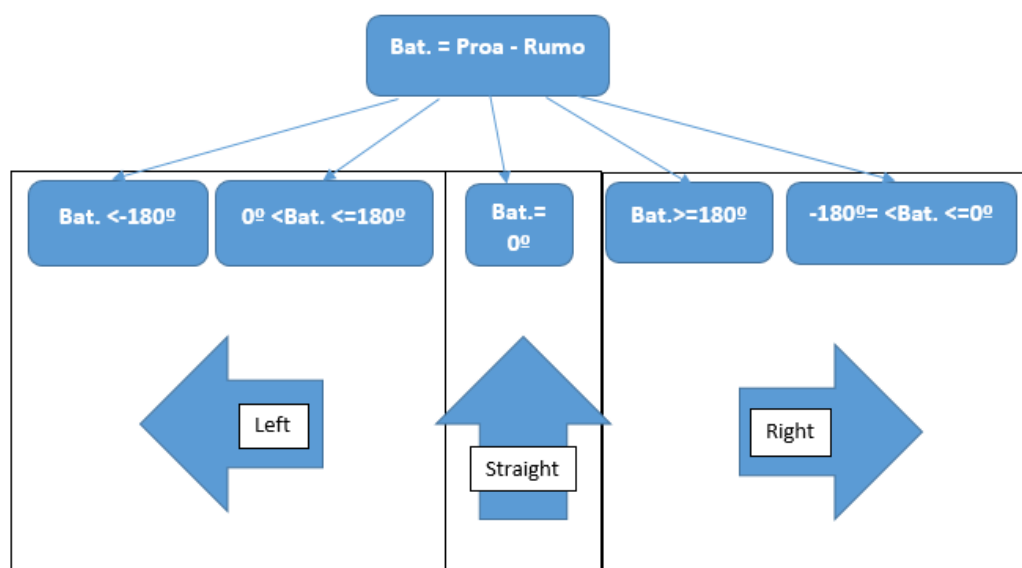 Bat. = Proa - Rumo
Bat. <-180º
0º <Bat. <=180º
Bat.=
0º
Bat.>=180º
-180º= <Bat. <=0º
Left
Straight
Right